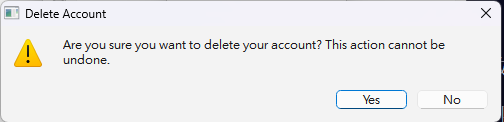 Delete Account
Are you sure you want to delete your account? This action cannot be
undone.
Yes
No